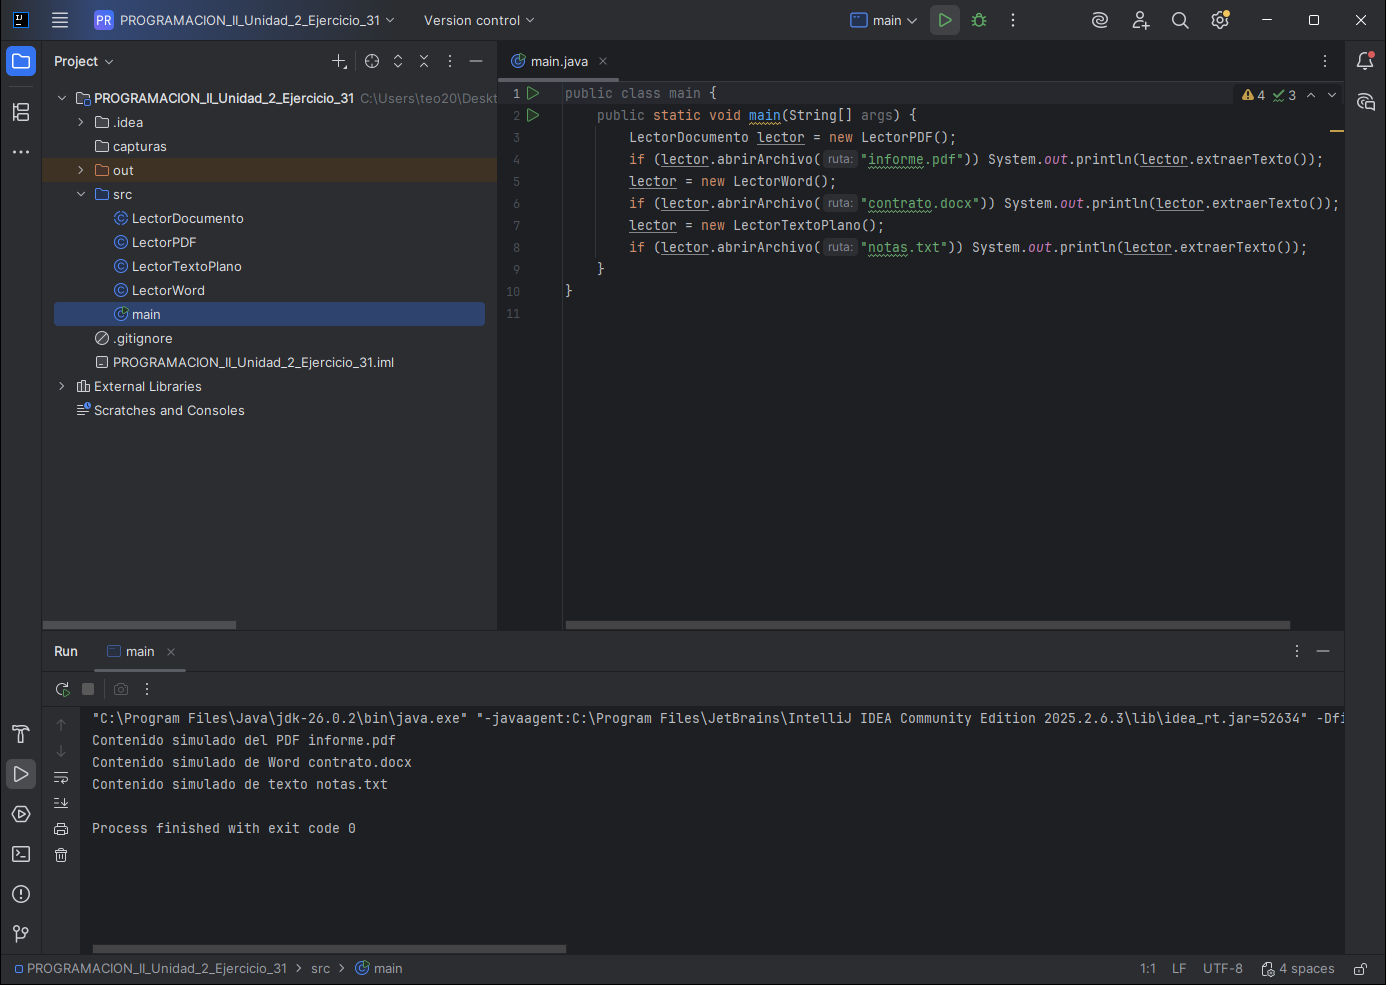 PR PROGRAMACION_II_Unidad_2_Ejercicio_31 Version control main
Project
PROGRAMACION_II_Unidad_2_Ejercicio_31 C:\Users\teo20\Deskt
.idea
capturas
out
src
LectorDocumento
LectorPDF
LectorTextoPlano
LectorWord
main
.gitignore
PROGRAMACION_II_Unidad_2_Ejercicio_31.iml
External Libraries
Scratches and Consoles
main.java
4 3
1 public class main {
2 public static void main(String[] args) {
3 LectorDocumento lector = new LectorPDF();
4 if (lector.abrirArchivo( ruta: "informe.pdf")) System.out.println(lector.extraerTexto());
5 lector = new LectorWord();
6 if (lector.abrirArchivo( ruta: "contrato.docx")) System.out.println(lector.extraerTexto());
7 lector = new LectorTextoPlano();
8 if (lector.abrirArchivo( ruta: "notas.txt")) System.out.println(lector.extraerTexto());
9 }
10 }
11
Run main
"C:\Program Files\Java\jdk-26.0.2\bin\java.exe" "-javaagent:C:\Program Files\JetBrains\IntelliJ IDEA Community Edition 2025.2.6.3\lib\idea_rt.jar=52634" -Dfi
Contenido simulado del PDF informe.pdf
Contenido simulado de Word contrato.docx
Contenido simulado de texto notas.txt
Process finished with exit code 0
PROGRAMACION_II_Unidad_2_Ejercicio_31 > src > main 1:1 LF UTF-8 4 spaces